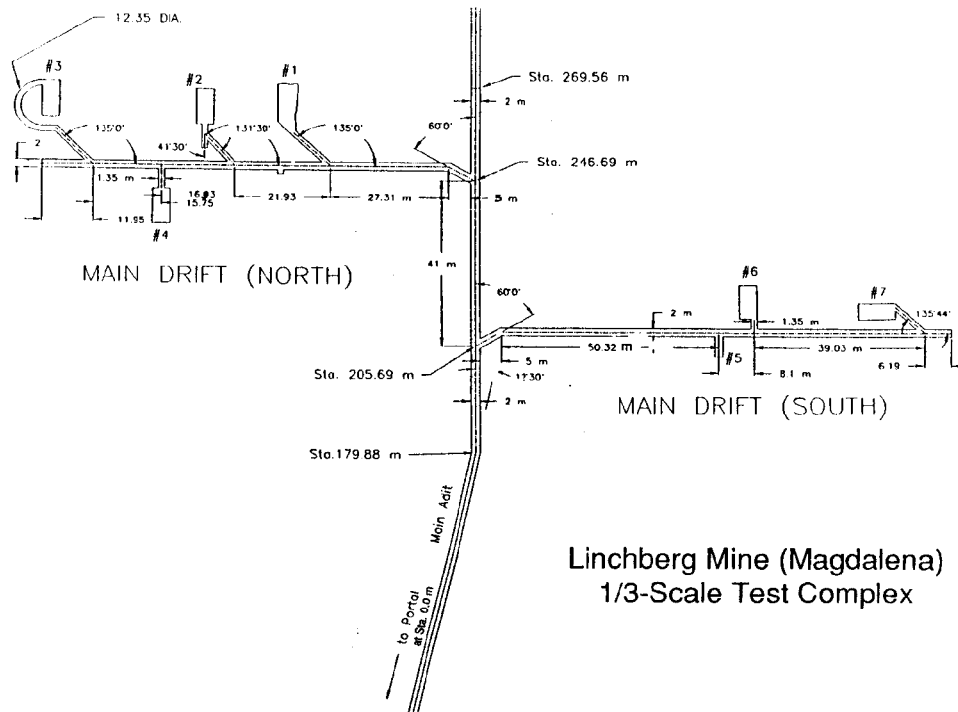 12.35 DIA.
#3
#2
#1
Sta. 269.56 m
2 m
60'0'
135'0'
131'30'
135'0'
41'30'
2
Sta. 246.69 m
1.35 m
15.75
21.93
27.31 m
5 m
11.95
#4
MAIN DRIFT (NORTH)
41 m
60'0'
#6
#7
2 m
1.35 m
135'44'
50.32 m
39.03 m
5 m
#5
8.1 m
6.19
Sta. 205.69 m
17'30'
2 m
MAIN DRIFT (SOUTH)
Sta.179.88 m
Main Adit
to Portal
at Sta. 0.0 m
Linchberg Mine (Magdalena)
1/3-Scale Test Complex